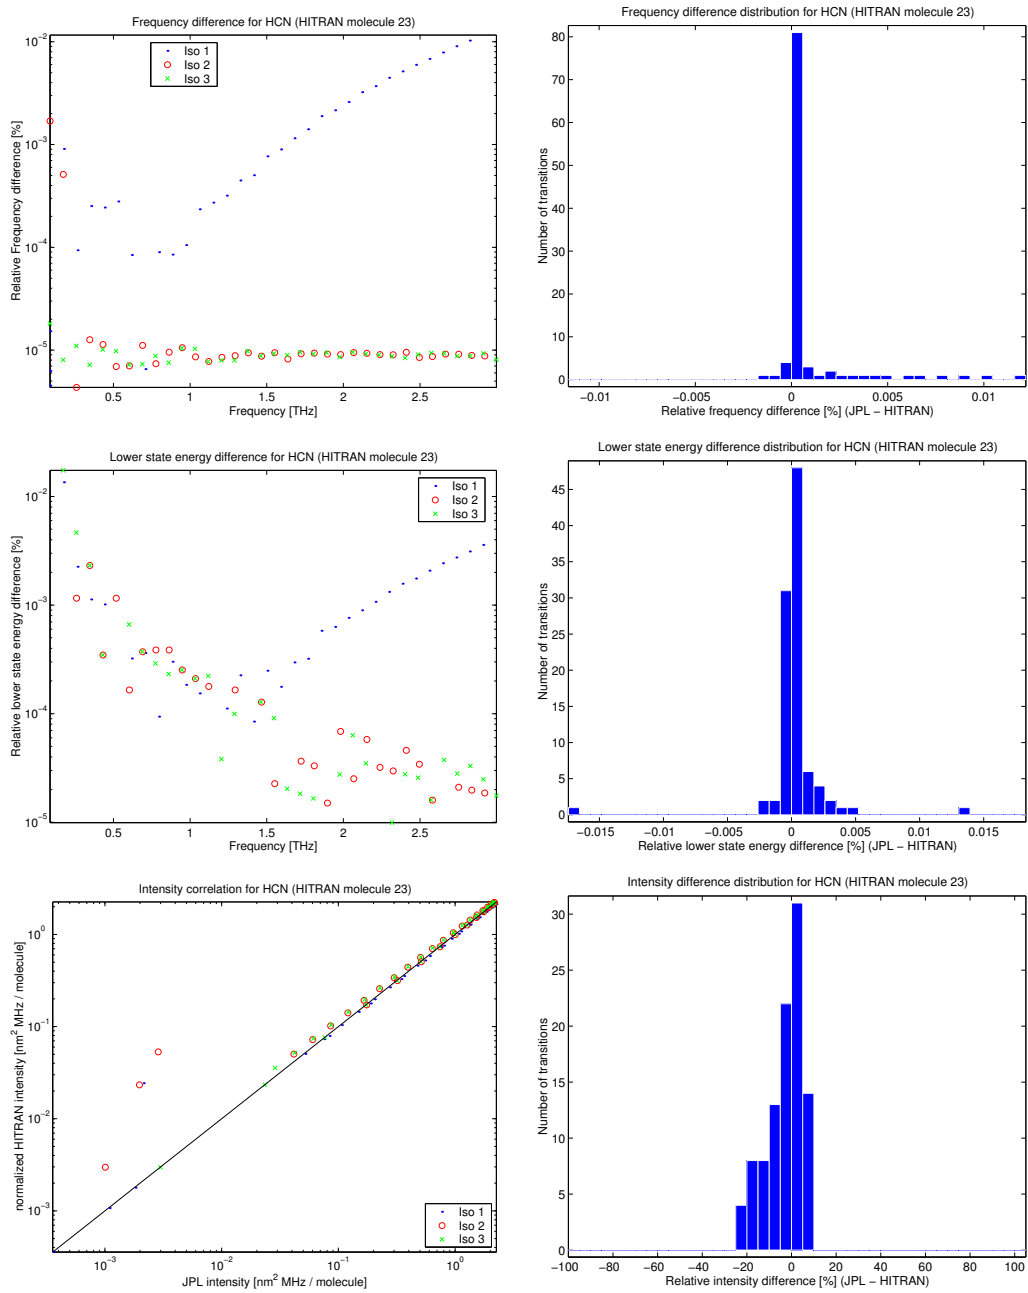 Frequency difference for HCN (HITRAN molecule 23)
Relative Frequency difference [%]
10^-2
10^-3
10^-4
10^-5
Iso 1
Iso 2
Iso 3
0.5 1 1.5 2 2.5
Frequency [THz]
Frequency difference distribution for HCN (HITRAN molecule 23)
Number of transitions
80
70
60
50
40
30
20
10
0
−0.01 −0.005 0 0.005 0.01
Relative frequency difference [%] (JPL − HITRAN)
Lower state energy difference for HCN (HITRAN molecule 23)
Relative lower state energy difference [%]
10^-2
10^-3
10^-4
10^-5
Iso 1
Iso 2
Iso 3
0.5 1 1.5 2 2.5
Frequency [THz]
Lower state energy difference distribution for HCN (HITRAN molecule 23)
Number of transitions
45
40
35
30
25
20
15
10
5
0
−0.015 −0.01 −0.005 0 0.005 0.01 0.015
Relative lower state energy difference [%] (JPL − HITRAN)
Intensity correlation for HCN (HITRAN molecule 23)
normalized HITRAN intensity [nm^2 MHz / molecule]
10^0
10^-1
10^-2
10^-3
Iso 1
Iso 2
Iso 3
10^-3 10^-2 10^-1 10^0
JPL intensity [nm^2 MHz / molecule]
Intensity difference distribution for HCN (HITRAN molecule 23)
Number of transitions
30
25
20
15
10
5
0
−100 −80 −60 −40 −20 0 20 40 60 80 100
Relative intensity difference [%] (JPL − HITRAN)